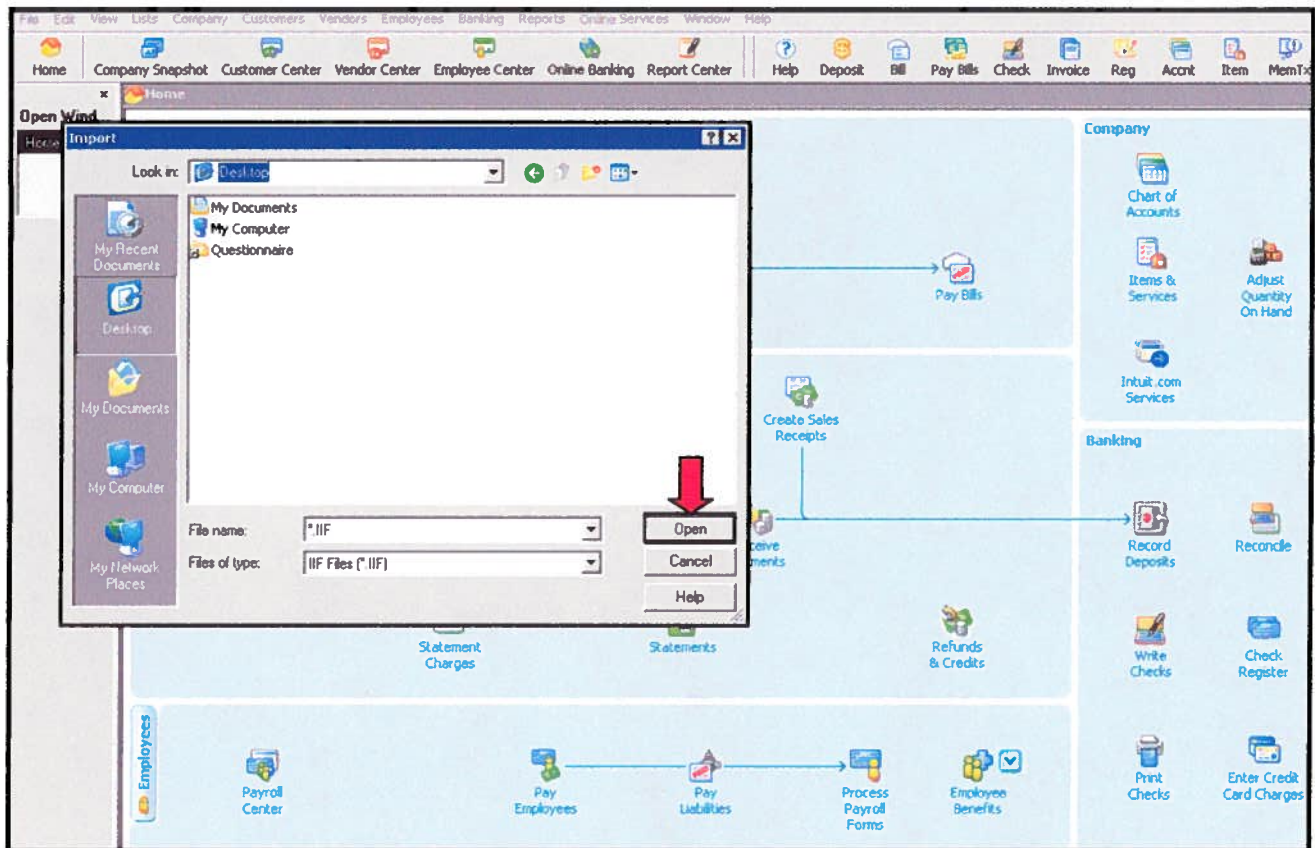 File Edit View Lists Company Customers Vendors Employees Banking Reports Online Services Window Help
Home Company Snapshot Customer Center Vendor Center Employee Center Online Banking Report Center Help Deposit Bill Pay Bills Check Invoice Reg Accnt Item MemTx
Home
Open Wind...
Home
Import
Look in: Desktop
My Recent Documents
Desktop
My Documents
My Computer
My Network Places
My Documents
My Computer
Questionnaire
File name: *.IIF
Files of type: IIF Files (*.IIF)
Open
Cancel
Help
Pay Bills
Create Sales
Receipts
Statement
Charges
Statements
Refunds
& Credits
Employees
Payroll
Center
Pay
Employees
Pay
Liabilities
Process
Payroll
Forms
Employee
Benefits
Company
Chart of
Accounts
Items &
Services
Adjust
Quantity
On Hand
Intuit.com
Services
Banking
Record
Deposits
Reconcile
Write
Checks
Check
Register
Print
Checks
Enter Credit
Card Charges